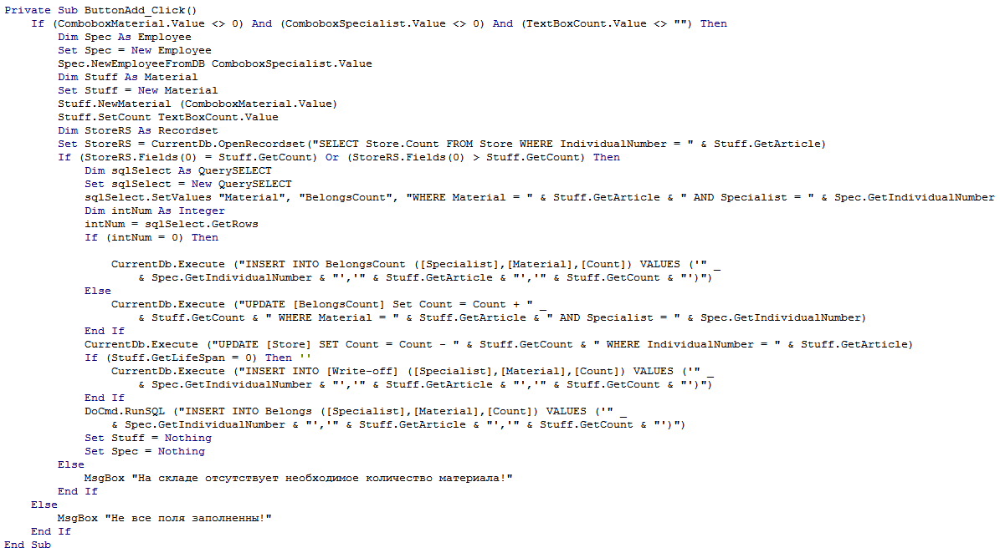 Private Sub ButtonAdd_Click()
If (ComboboxMaterial.Value <> 0) And (ComboboxSpecialist.Value <> 0) And (TextBoxCount.Value <> "") Then
Dim Spec As Employee
Set Spec = New Employee
Spec.NewEmployeeFromDB ComboboxSpecialist.Value
Dim Stuff As Material
Set Stuff = New Material
Stuff.NewMaterial (ComboboxMaterial.Value)
Stuff.SetCount TextBoxCount.Value
Dim StoreRS As Recordset
Set StoreRS = CurrentDb.OpenRecordset("SELECT Store.Count FROM Store WHERE IndividualNumber = " & Stuff.GetArticle)
If (StoreRS.Fields(0) = Stuff.GetCount) Or (StoreRS.Fields(0) > Stuff.GetCount) Then
Dim sqlSelect As QuerySELECT
Set sqlSelect = New QuerySELECT
sqlSelect.SetValues "Material", "BelongsCount", "WHERE Material = " & Stuff.GetArticle & " AND Specialist = " & Spec.GetIndividualNumber
Dim intNum As Integer
intNum = sqlSelect.GetRows
If (intNum = 0) Then
CurrentDb.Execute ("INSERT INTO BelongsCount ([Specialist],[Material],[Count]) VALUES ('" _
& Spec.GetIndividualNumber & "','" & Stuff.GetArticle & "','" & Stuff.GetCount & "')")
Else
CurrentDb.Execute ("UPDATE [BelongsCount] Set Count = Count + " _
& Stuff.GetCount & " WHERE Material = " & Stuff.GetArticle & " AND Specialist = " & Spec.GetIndividualNumber)
End If
CurrentDb.Execute ("UPDATE [Store] SET Count = Count - " & Stuff.GetCount & " WHERE IndividualNumber = " & Stuff.GetArticle)
If (Stuff.GetLifeSpan = 0) Then ''
CurrentDb.Execute ("INSERT INTO [Write-off] ([Specialist],[Material],[Count]) VALUES ('" _
& Spec.GetIndividualNumber & "','" & Stuff.GetArticle & "','" & Stuff.GetCount & "')")
End If
DoCmd.RunSQL ("INSERT INTO Belongs ([Specialist],[Material],[Count]) VALUES ('" _
& Spec.GetIndividualNumber & "','" & Stuff.GetArticle & "','" & Stuff.GetCount & "')")
Set Stuff = Nothing
Set Spec = Nothing
Else
MsgBox "На складе отсутствует необходимое количество материала!"
End If
Else
MsgBox "Не все поля заполненны!"
End If
End Sub